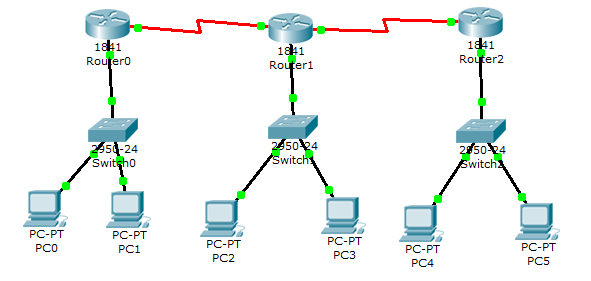 1841
Router0
1841
Router1
1841
Router2
2950-24
Switch0
2950-24
2950-24
Switch2
PC-PT
PC0
PC-PT
PC1
PC-PT
PC2
PC-PT
PC3
PC-PT
PC4
PC-PT
PC5